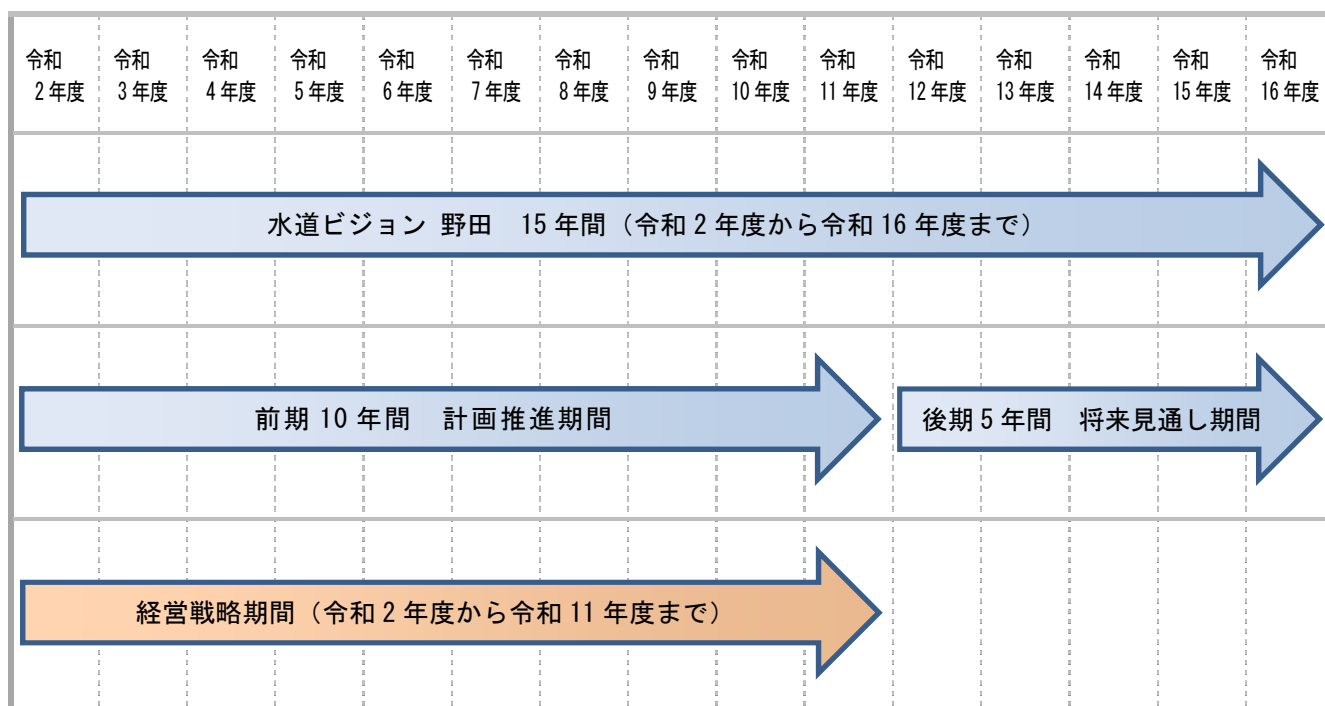 令和
2年度
令和
3年度
令和
4年度
令和
5年度
令和
6年度
令和
7年度
令和
8年度
令和
9年度
令和
10年度
令和
11年度
令和
12年度
令和
13年度
令和
14年度
令和
15年度
令和
16年度
水道ビジョン 野田　15年間（令和2年度から令和16年度まで）
前期10年間　計画推進期間
後期5年間　将来見通し期間
経営戦略期間（令和2年度から令和11年度まで）